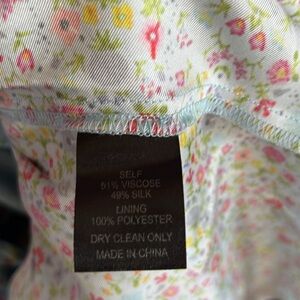 SELF
51% VISCOSE
49% SILK
LINING
100% POLYESTER
DRY CLEAN ONLY
MADE IN CHINA